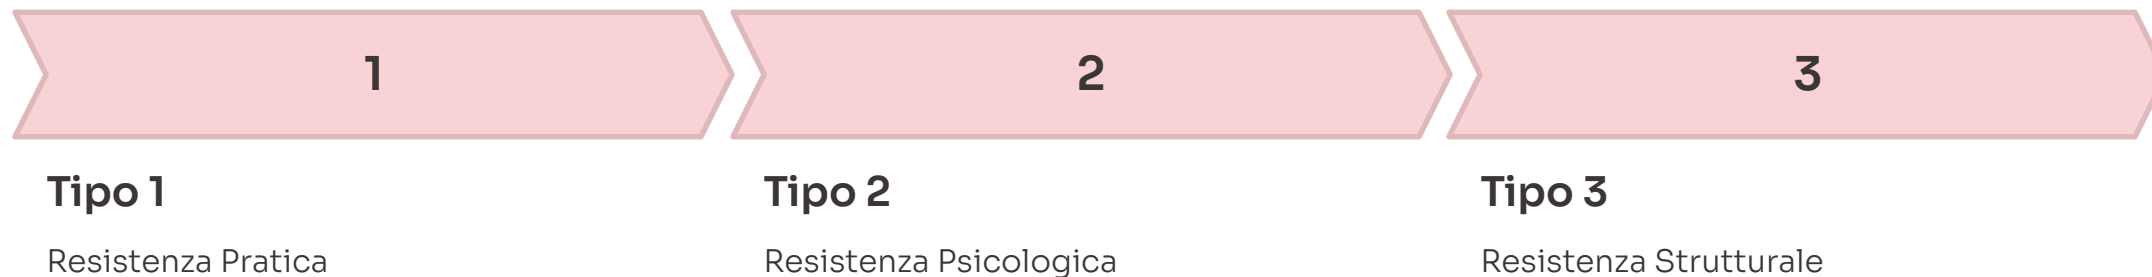 1
Tipo 1
Resistenza Pratica
2
Tipo 2
Resistenza Psicologica
3
Tipo 3
Resistenza Strutturale